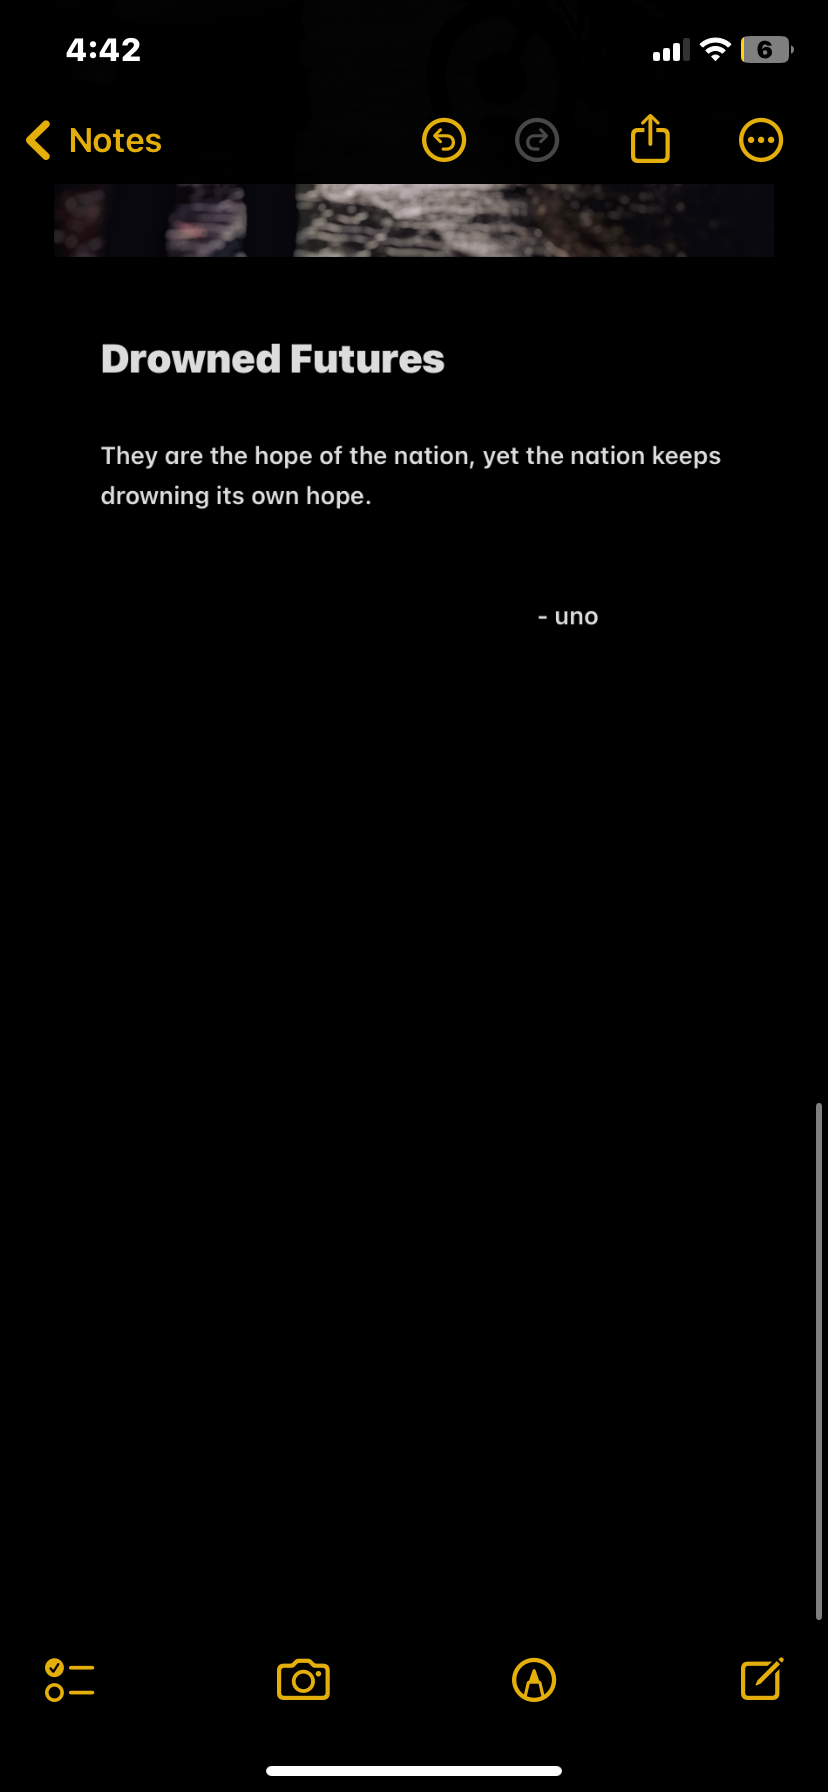 4:42
6
Notes
Drowned Futures
They are the hope of the nation, yet the nation keeps
drowning its own hope.
- uno